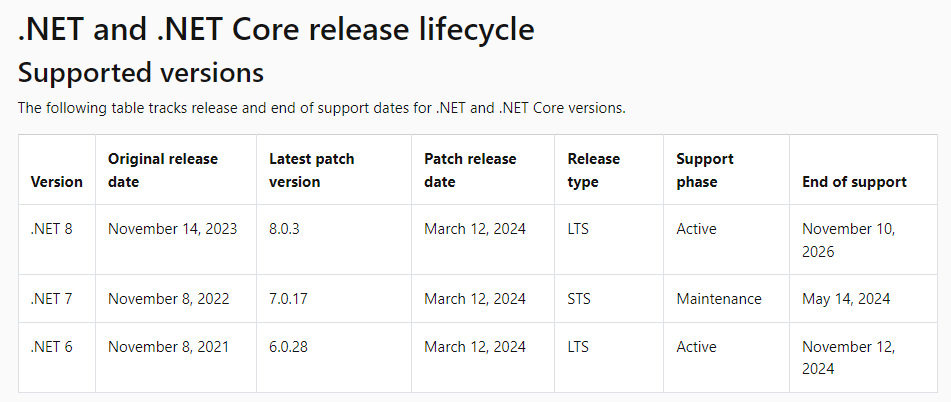 .NET and .NET Core release lifecycle
Supported versions
The following table tracks release and end of support dates for .NET and .NET Core versions.
Version Original release date Latest patch version Patch release date Release type Support phase End of support
.NET 8 November 14, 2023 8.0.3 March 12, 2024 LTS Active November 10, 2026
.NET 7 November 8, 2022 7.0.17 March 12, 2024 STS Maintenance May 14, 2024
.NET 6 November 8, 2021 6.0.28 March 12, 2024 LTS Active November 12, 2024